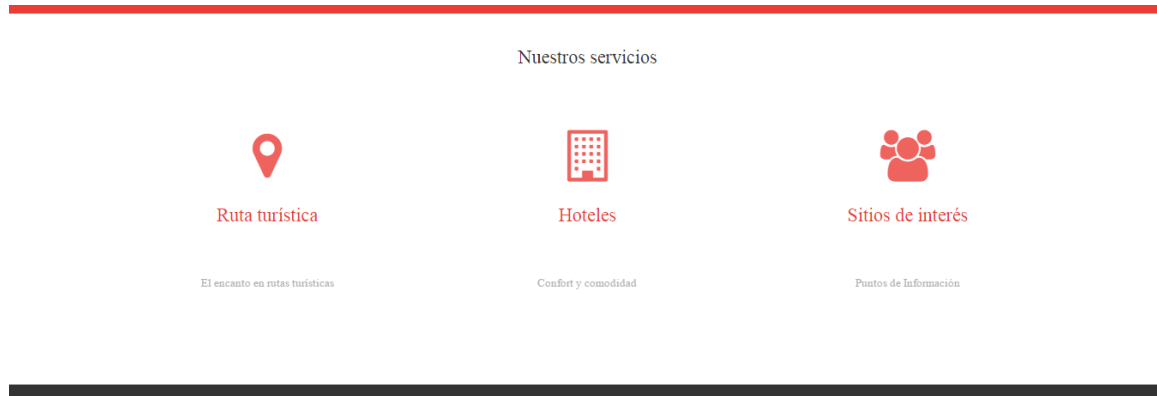 Nuestros servicios
Ruta turística
Hoteles
Sitios de interés
El encanto en rutas turísticas
Confort y comodidad
Puntos de Información